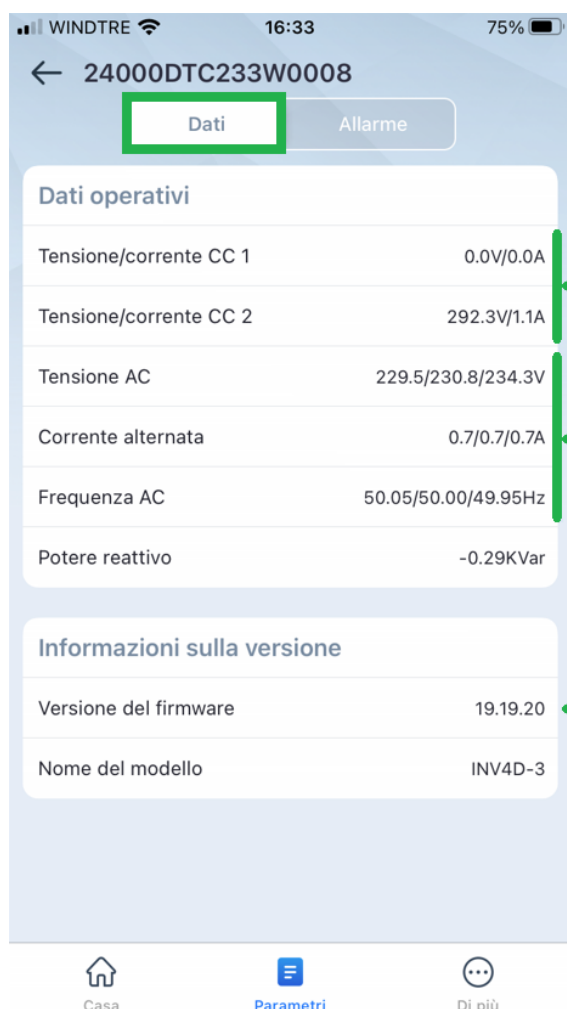 WINDTRE 16:33 75%
24000DTC233W0008
Dati Allarme
Dati operativi
Tensione/corrente CC 1 0.0V/0.0A
Tensione/corrente CC 2 292.3V/1.1A
Tensione AC 229.5/230.8/234.3V
Corrente alternata 0.7/0.7/0.7A
Frequenza AC 50.05/50.00/49.95Hz
Potere reattivo -0.29KVar
Informazioni sulla versione
Versione del firmware 19.19.20
Nome del modello INV4D-3
Casa Parametri Di più